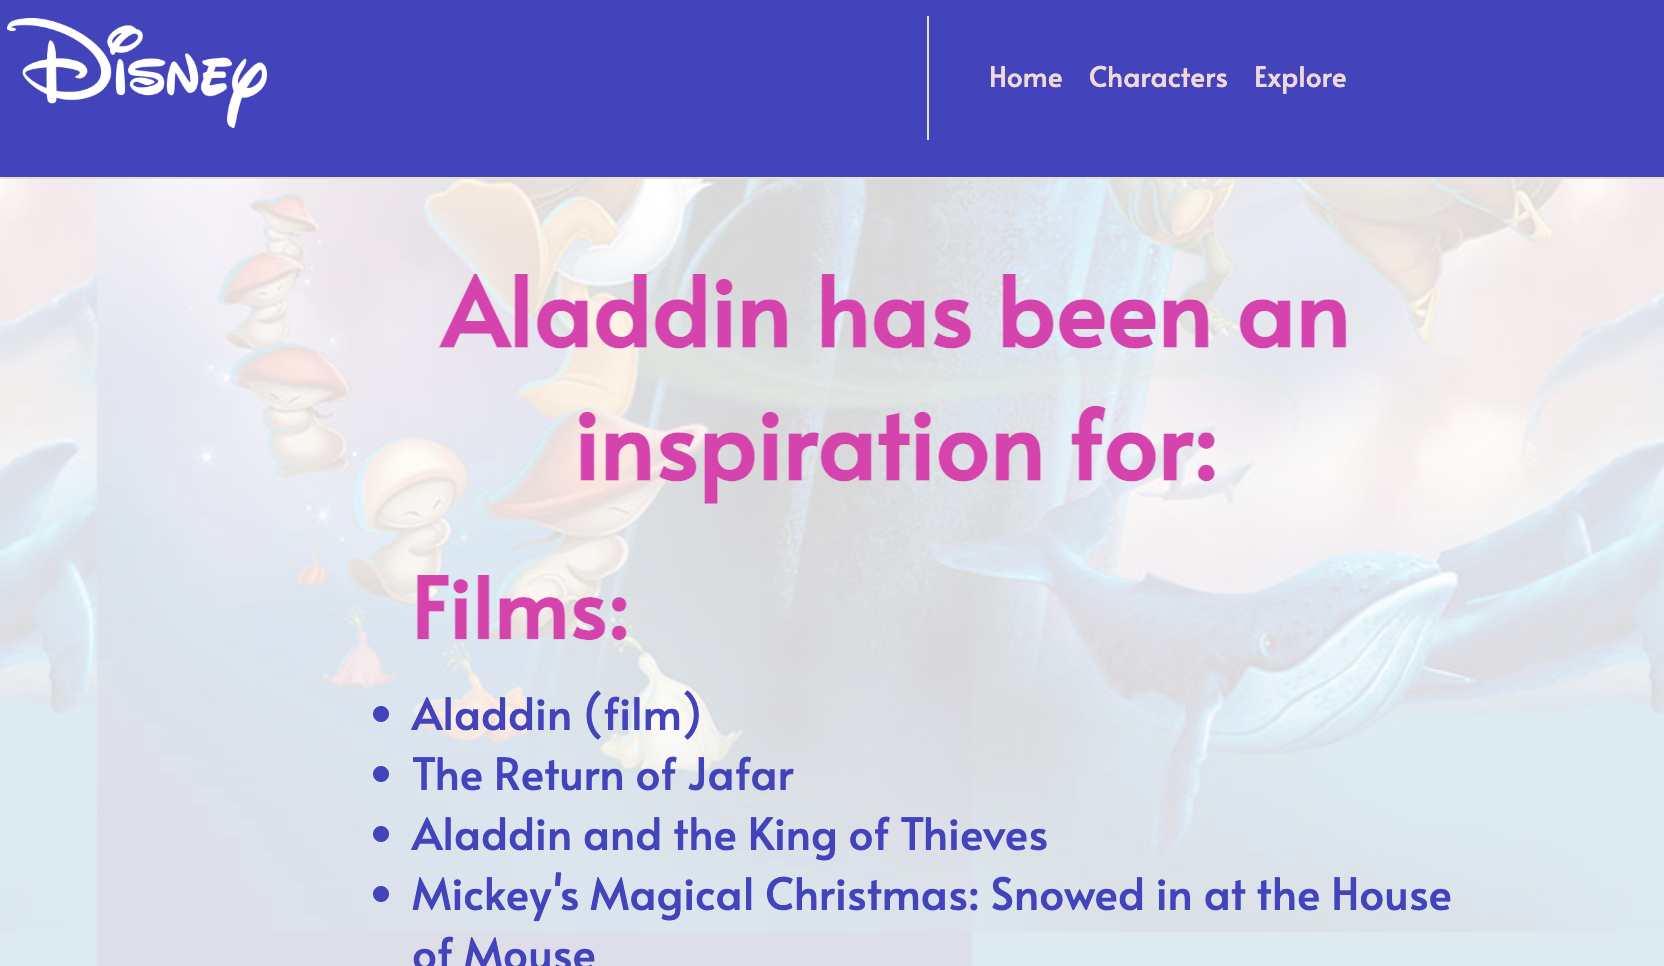 Disney
Home Characters Explore
Aladdin has been an
inspiration for:
Films:
• Aladdin (film)
• The Return of Jafar
• Aladdin and the King of Thieves
• Mickey's Magical Christmas: Snowed in at the House
of Mouse